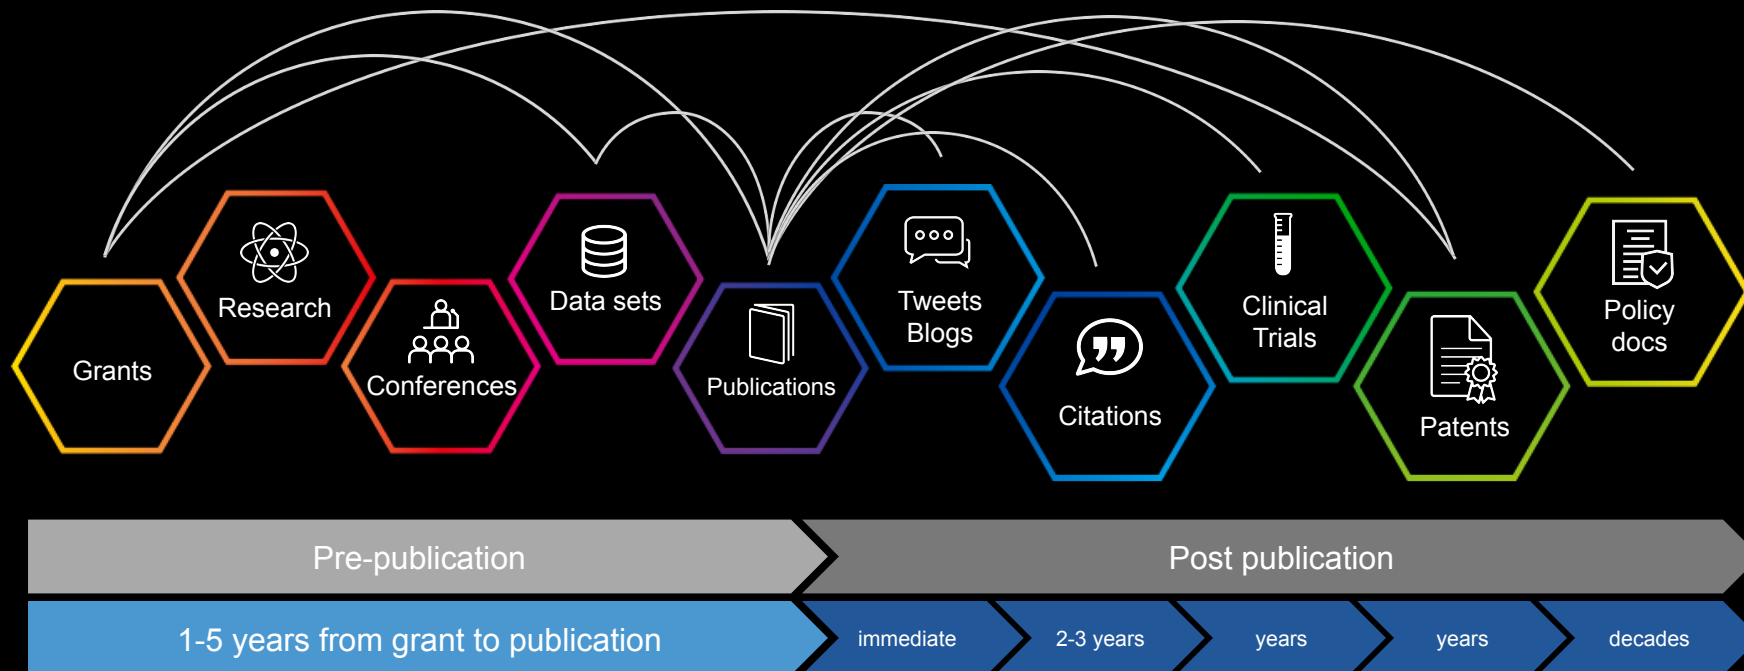 Grants
Research
Conferences
Data sets
Publications
Tweets
Blogs
Citations
Clinical
Trials
Patents
Policy
docs
Pre-publication
Post publication
1-5 years from grant to publication
immediate
2-3 years
years
years
decades